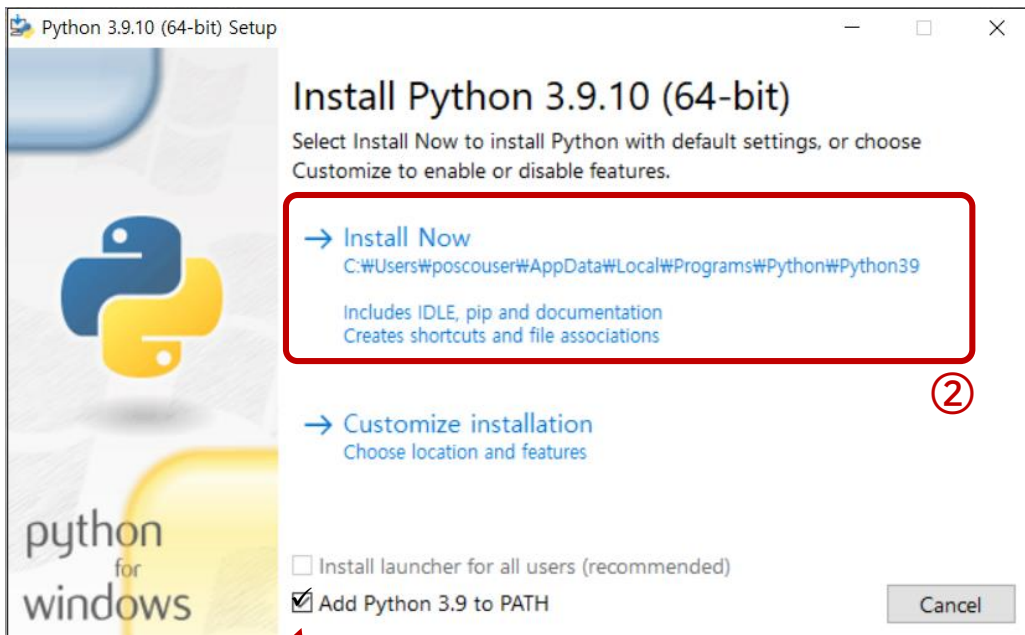 Python 3.9.10 (64-bit) Setup
Install Python 3.9.10 (64-bit)
Select Install Now to install Python with default settings, or choose
Customize to enable or disable features.
→ Install Now
C:₩Users₩poscouser₩AppData₩Local₩Programs₩Python₩Python39
Includes IDLE, pip and documentation
Creates shortcuts and file associations
②
→ Customize installation
Choose location and features
python
for
windows
Install launcher for all users (recommended)
Add Python 3.9 to PATH
Cancel